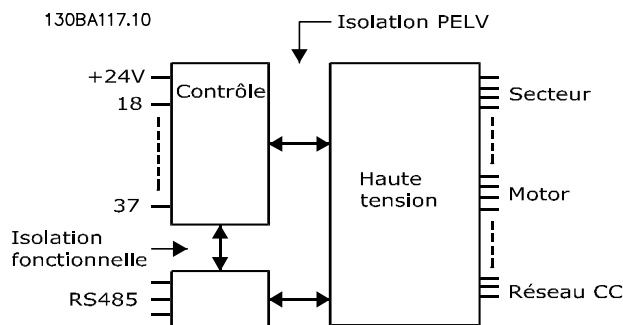 130BA117.10
Isolation PELV
+24V
18
37
Contrôle
Haute
tension
Secteur
Motor
Réseau CC
Isolation
fonctionnelle
RS485